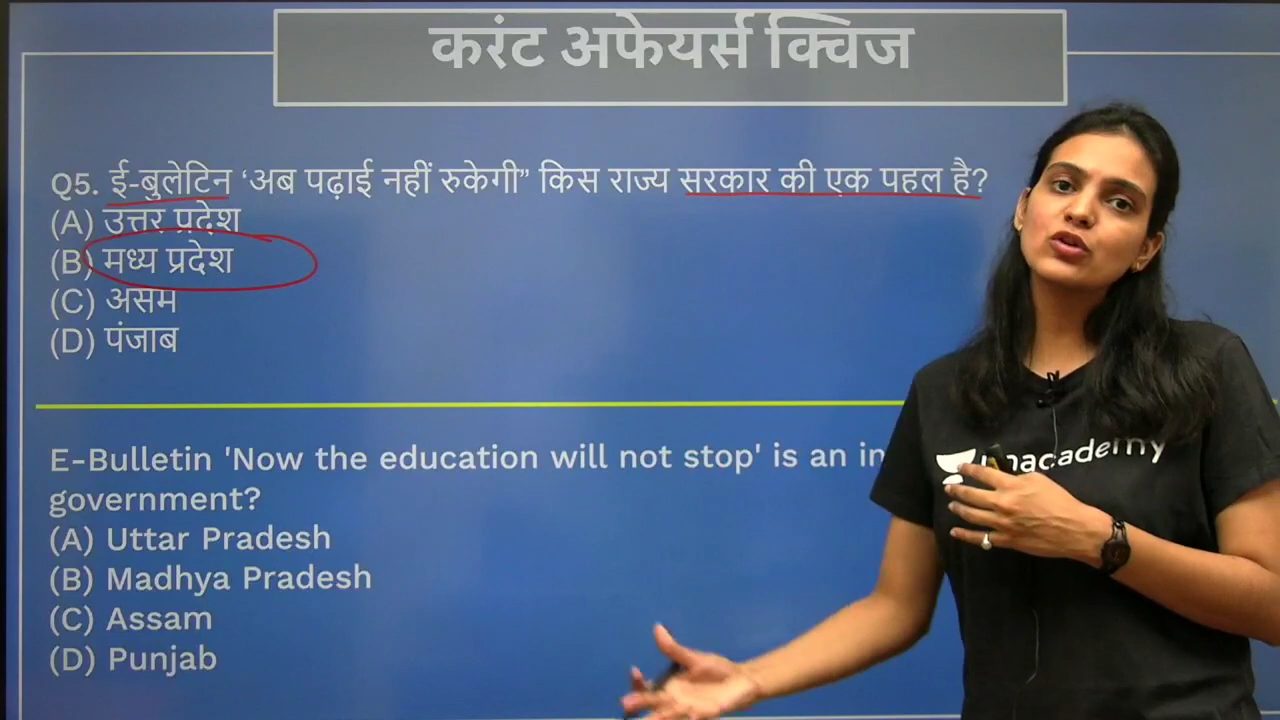 करंट अफेयर्स क्विज
Q5. ई-बुलेटिन ‘अब पढ़ाई नहीं रुकेगी” किस राज्य सरकार की एक पहल है?
(A) उत्तर प्रदेश
(B) मध्य प्रदेश
(C) असम
(D) पंजाब
E-Bulletin 'Now the education will not stop' is an in
government?
(A) Uttar Pradesh
(B) Madhya Pradesh
(C) Assam
(D) Punjab
unacademy